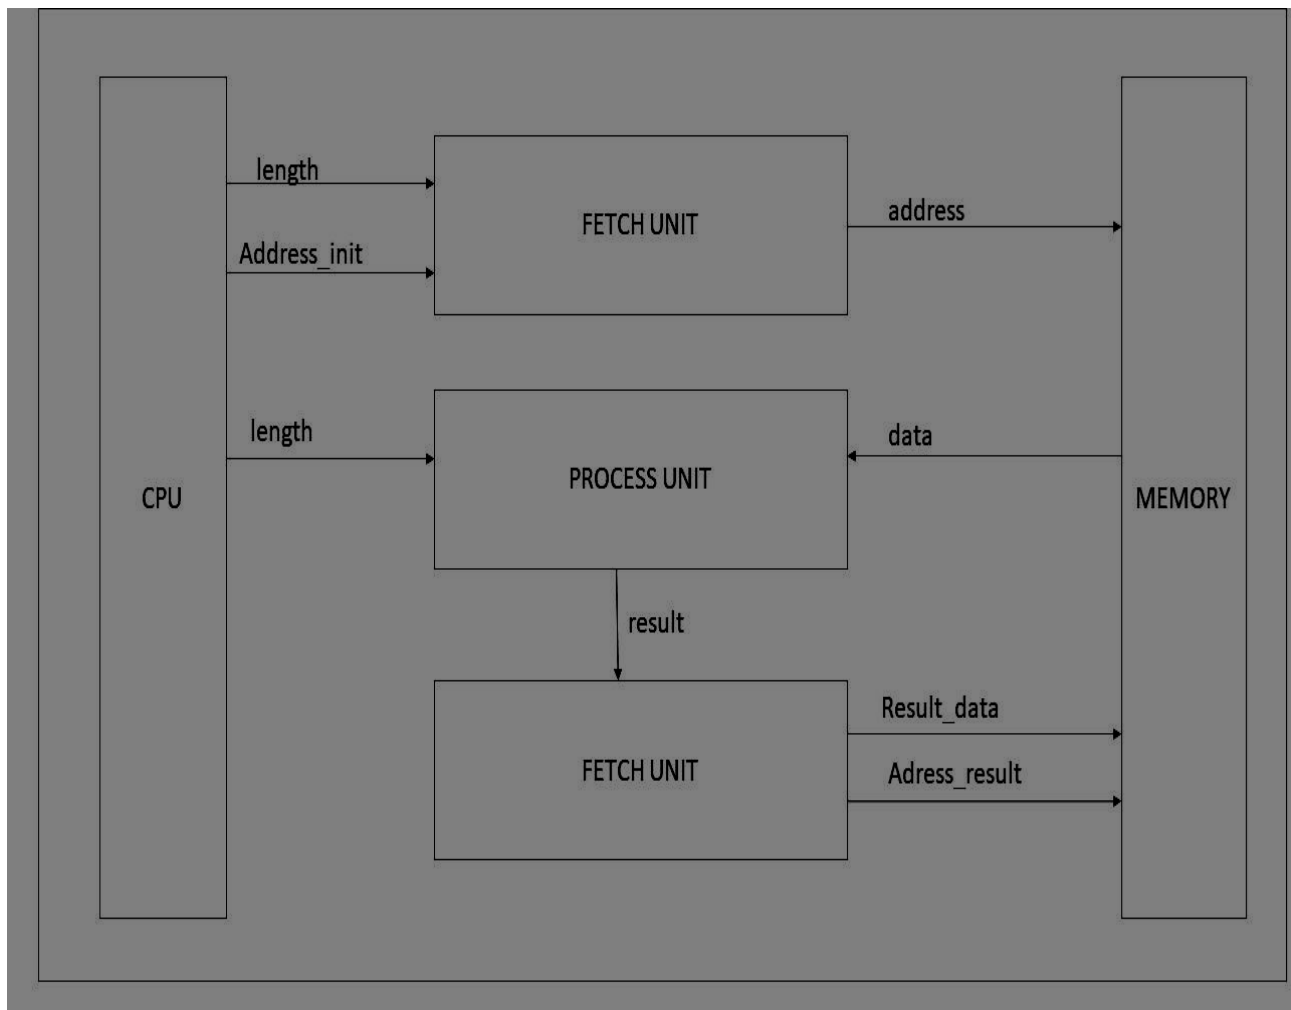 length
FETCH UNIT
address
Address_init
length
data
PROCESS UNIT
CPU
MEMORY
result
Result_data
FETCH UNIT
Adress_result